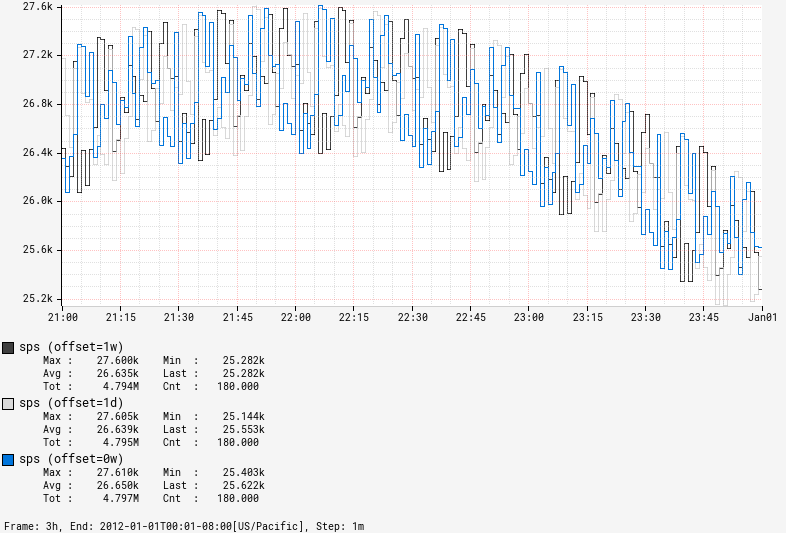 27.6k
27.2k
26.8k
26.4k
26.0k
25.6k
25.2k
21:00 21:15 21:30 21:45 22:00 22:15 22:30 22:45 23:00 23:15 23:30 23:45 Jan01
sps (offset=1w)
Max : 27.600k Min : 25.282k
Avg : 26.635k Last : 25.282k
Tot : 4.794M Cnt : 180.000
sps (offset=1d)
Max : 27.605k Min : 25.144k
Avg : 26.639k Last : 25.553k
Tot : 4.795M Cnt : 180.000
sps (offset=0w)
Max : 27.610k Min : 25.403k
Avg : 26.650k Last : 25.622k
Tot : 4.797M Cnt : 180.000
Frame: 3h, End: 2012-01-01T00:01-08:00[US/Pacific], Step: 1m